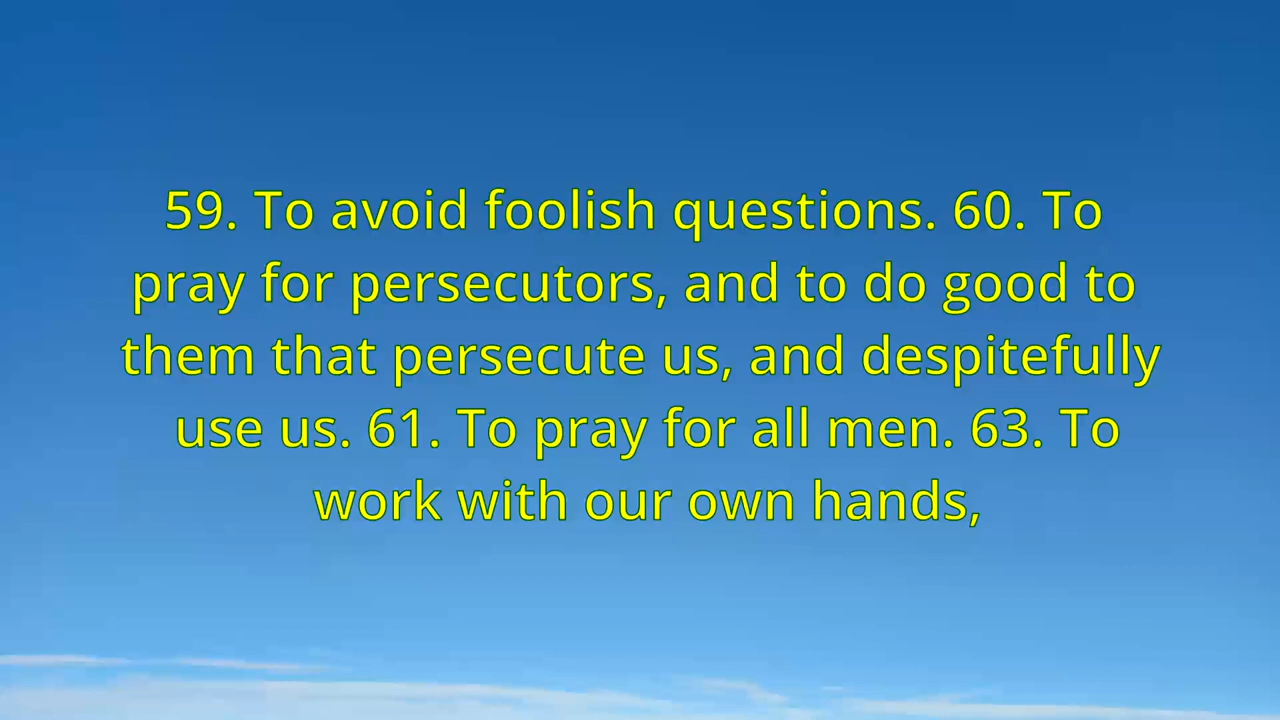 59. To avoid foolish questions. 60. To
pray for persecutors, and to do good to
them that persecute us, and despitefully
use us. 61. To pray for all men. 63. To
work with our own hands,